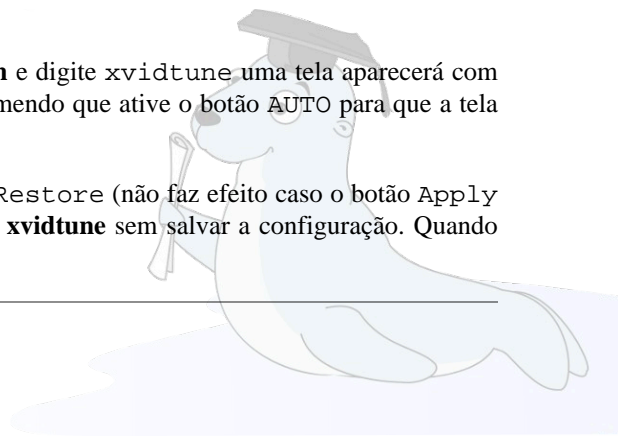 n e digite xvidtune uma tela aparecerá com
mendo que ative o botão AUTO para que a tela
Restore (não faz efeito caso o botão Apply
xvidtune sem salvar a configuração. Quando